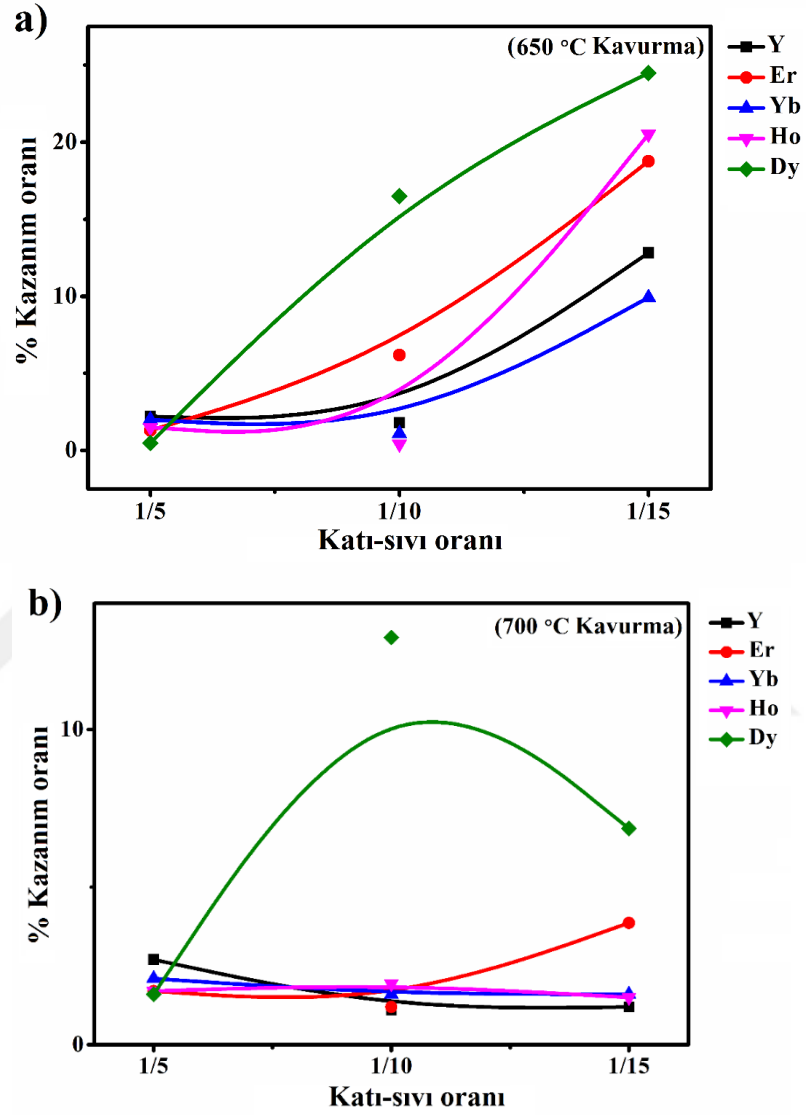 a)
(650 °C Kavurma)
Y
Er
Yb
Ho
Dy
% Kazanım oranı
20
10
0
1/5
1/10
1/15
Katı-sıvı oranı
b)
(700 °C Kavurma)
Y
Er
Yb
Ho
Dy
% Kazanım oranı
10
0
1/5
1/10
1/15
Katı-sıvı oranı